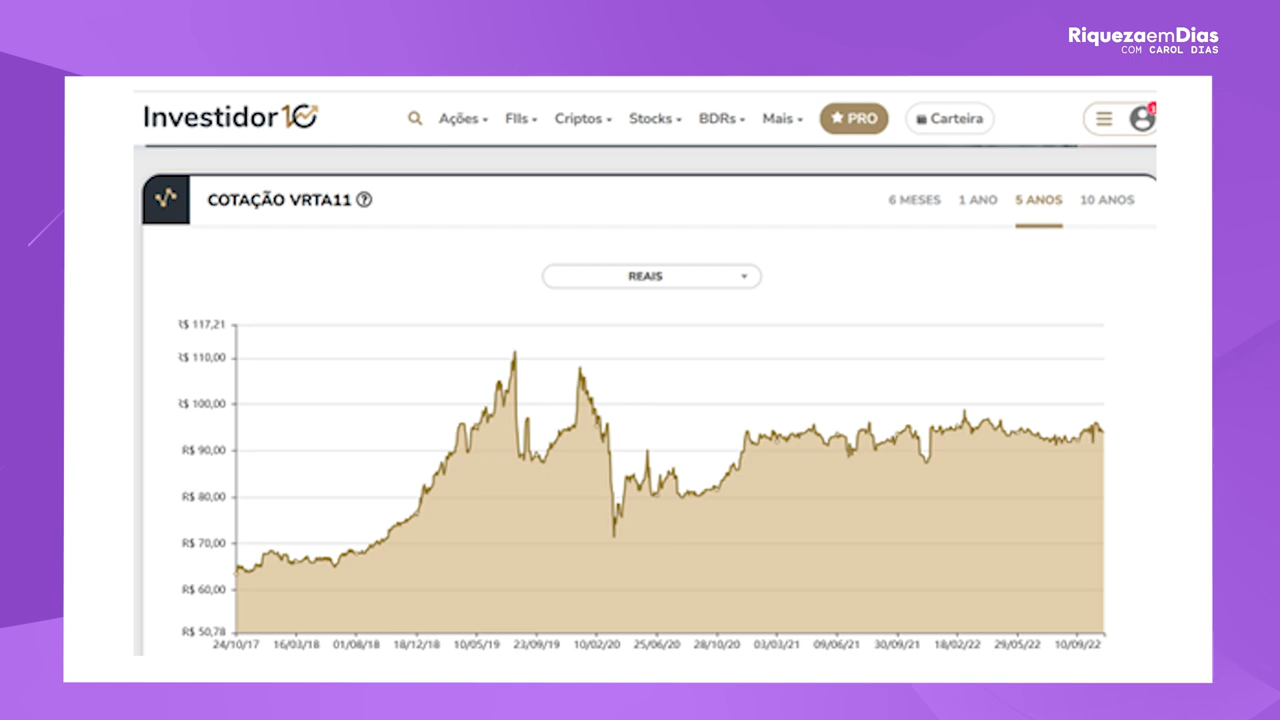 RiquezaemDias
COM CAROL DIAS
Investidor10
Ações
FIIs
Criptos
Stocks
BDRs
Mais
PRO
Carteira
1
COTAÇÃO VRTA11
6 MESES
1 ANO
5 ANOS
10 ANOS
REAIS
R$ 117,21
R$ 110,00
R$ 100,00
R$ 90,00
R$ 80,00
R$ 70,00
R$ 60,00
R$ 50,78
24/10/17 16/03/18 01/08/18 18/12/18 10/05/19 23/09/19 10/02/20 25/06/20 28/10/20 03/03/21 09/06/21 30/09/21 18/02/22 29/05/22 10/09/22